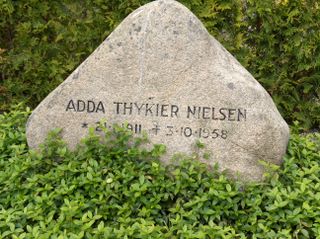 ADDA THYKIER NIELSEN
1911 + 3-10-1958